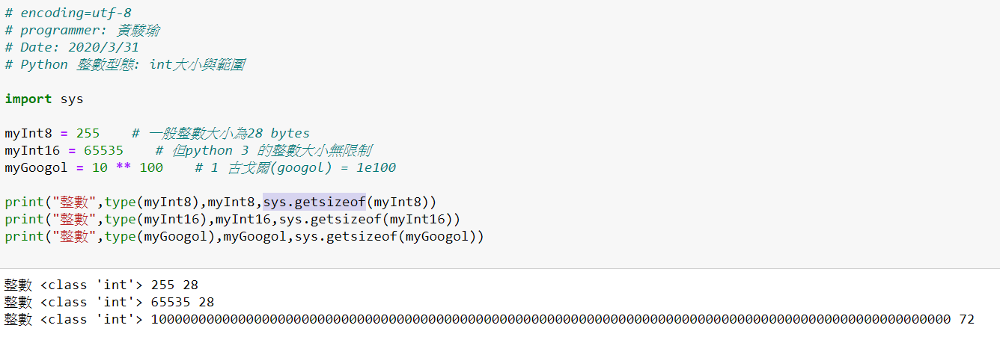 # encoding=utf-8
# programmer: 黃駿瑜
# Date: 2020/3/31
# Python 整數型態: int大小與範圍
import sys
myInt8 = 255    # 一般整數大小為28 bytes
myInt16 = 65535    # 但python 3 的整數大小無限制
myGoogol = 10 ** 100    # 1 古戈爾(googol) = 1e100
print("整數",type(myInt8),myInt8,sys.getsizeof(myInt8))
print("整數",type(myInt16),myInt16,sys.getsizeof(myInt16))
print("整數",type(myGoogol),myGoogol,sys.getsizeof(myGoogol))
整數 <class 'int'> 255 28
整數 <class 'int'> 65535 28
整數 <class 'int'> 10000000000000000000000000000000000000000000000000000000000000000000000000000000000000000000000000000 72